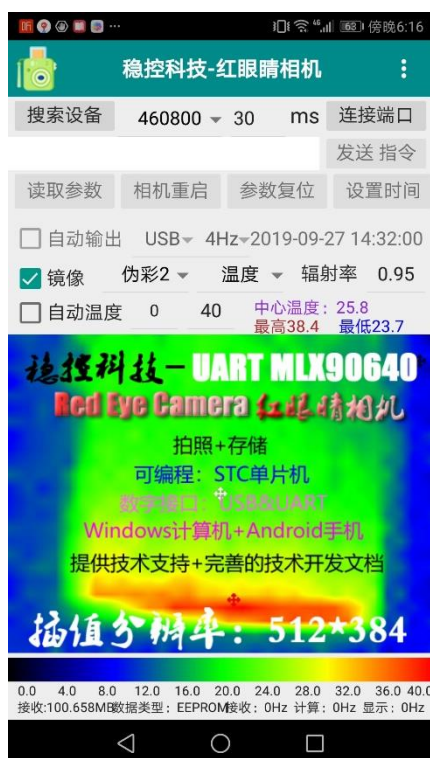 63 傍晚6:16
稳控科技-红眼睛相机
搜索设备 460800 30 ms 连接端口
发送 指令
读取参数 相机重启 参数复位 设置时间
自动输出 USB 4Hz 2019-09-27 14:32:00
镜像 伪彩2 温度 辐射率 0.95
自动温度 0 40 中心温度：25.8
最高38.4 最低23.7
稳控科技-UART MLX90640
Red Eye Camera 红眼睛相机
拍照+存储
可编程：STC单片机
数字接口：USB&UART
Windows计算机+Android手机
提供技术支持+完善的技术开发文档
插值分辨率：512*384
0.0 4.0 8.0 12.0 16.0 20.0 24.0 28.0 32.0 36.0 40.0
接收:100.658MB数据类型：EEPROM接收：0Hz 计算：0Hz 显示：0Hz